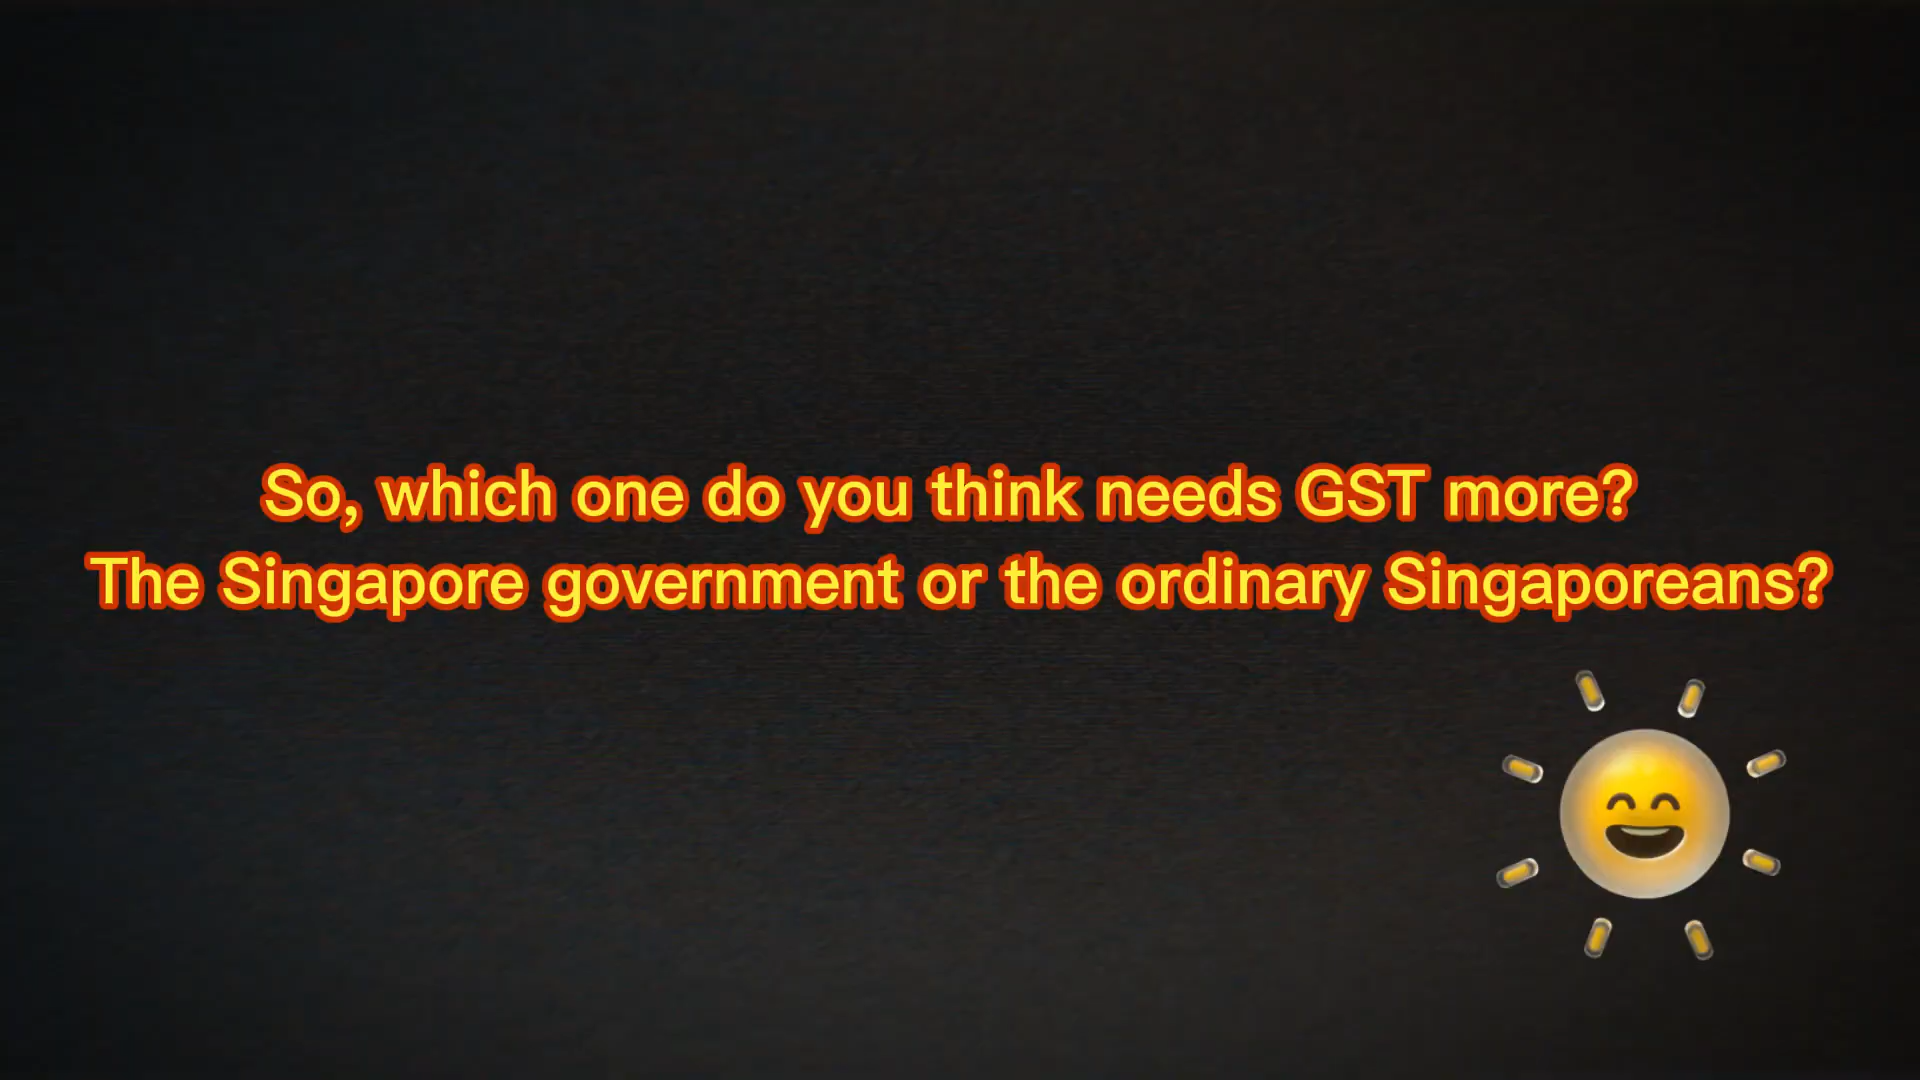 So, which one do you think needs GST more?
The Singapore government or the ordinary Singaporeans?